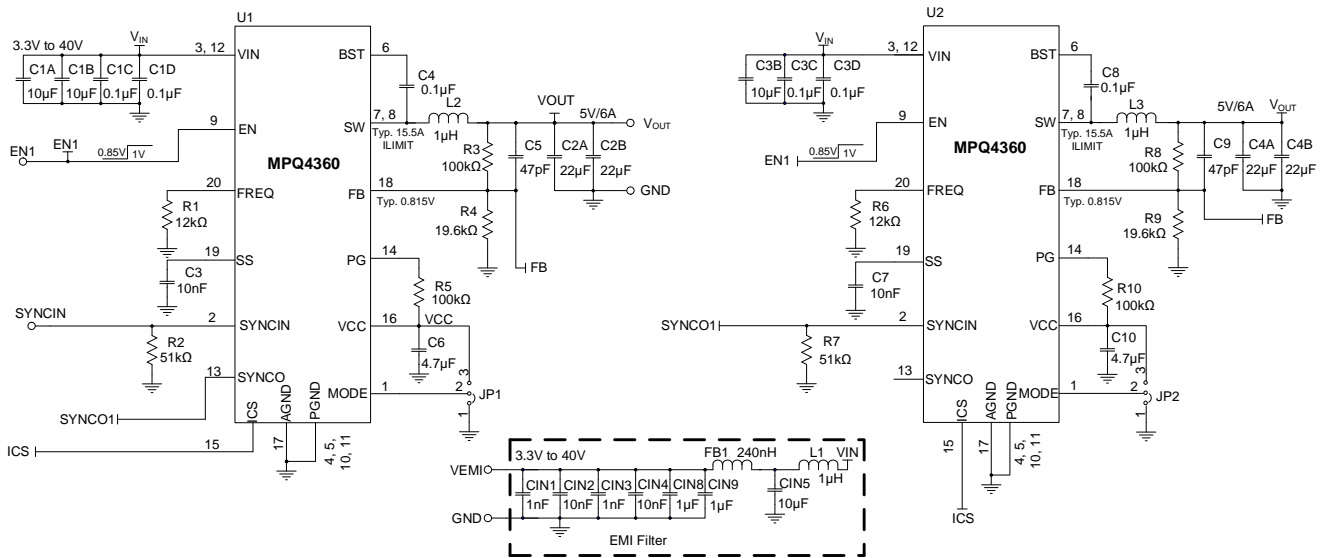 U1
3.3V to 40V
VIN
C1A
10µF
C1B
10µF
C1C
0.1µF
C1D
0.1µF
3, 12
VIN
BST
6
C4
0.1µF
L2
1µH
9
EN
EN1
EN1
0.85V
1V
MPQ4360
7, 8
SW
Typ. 15.5A
ILIMIT
VOUT
5V/6A
VOUT
R3
100kΩ
C5
47pF
C2A
22µF
C2B
22µF
GND
20
FREQ
R1
12kΩ
18
FB
Typ. 0.815V
R4
19.6kΩ
FB
19
SS
C3
10nF
14
PG
R5
100kΩ
SYNCIN
2
SYNCIN
R2
51kΩ
16
VCC
VCC
C6
4.7µF
13
SYNCO
SYNCO1
1
MODE
3
2
1
JP1
ICS
AGND
PGND
ICS
15
17
4, 5,
10, 11
U2
VIN
C3B
10µF
C3C
0.1µF
C3D
0.1µF
3, 12
VIN
BST
6
C8
0.1µF
L3
1µH
9
EN
EN1
0.85V
1V
MPQ4360
7, 8
SW
Typ. 15.5A
ILIMIT
5V/6A
VOUT
R8
100kΩ
C9
47pF
C4A
22µF
C4B
22µF
20
FREQ
R6
12kΩ
18
FB
Typ. 0.815V
R9
19.6kΩ
FB
19
SS
C7
10nF
14
PG
R10
100kΩ
SYNCO1
2
SYNCIN
R7
51kΩ
16
VCC
C10
4.7µF
13
SYNCO
1
MODE
3
2
1
JP2
ICS
AGND
PGND
15
17
4, 5,
10, 11
ICS
3.3V to 40V
VEMI
CIN1
1nF
CIN2
10nF
CIN3
1nF
CIN4
10nF
CIN8
1µF
CIN9
1µF
FB1
240nH
CIN5
10µF
L1
1µH
VIN
GND
EMI Filter